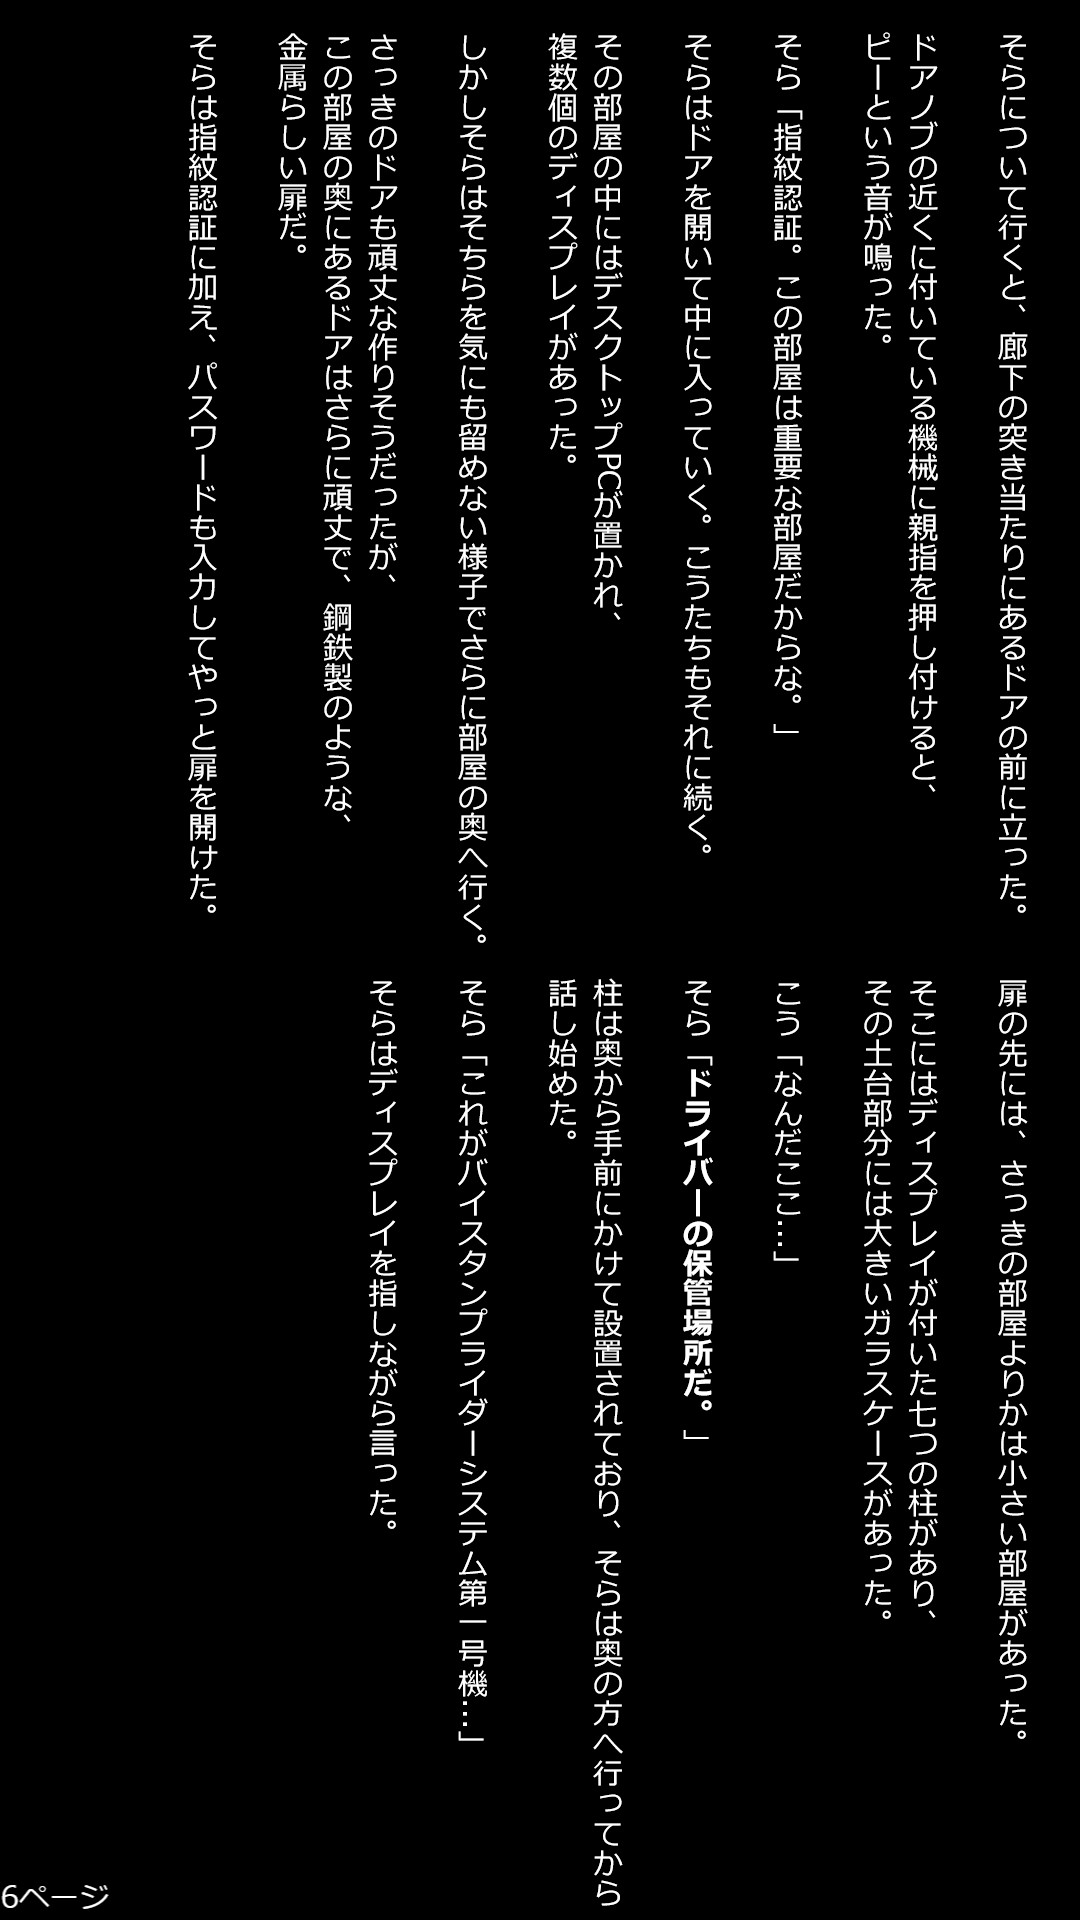 そらについて行くと、廊下の突き当たりにあるドアの前に立った。
ドアノブの近くに付いている機械に親指を押し付けると、
ピーという音が鳴った。
そら「指紋認証。この部屋は重要な部屋だからな。」
そらはドアを開いて中に入っていく。こうたちもそれに続く。
その部屋の中にはデスクトップPCが置かれ、
複数個のディスプレイがあった。
しかしそらはそちらを気にも留めない様子でさらに部屋の奥へ行く。
さっきのドアも頑丈な作りそうだったが、
この部屋の奥にあるドアはさらに頑丈で、鋼鉄製のような、
金属らしい扉だ。
そらは指紋認証に加え、パスワードも入力してやっと扉を開けた。
扉の先には、さっきの部屋よりかは小さい部屋があった。
そこにはディスプレイが付いた七つの柱があり、
その土台部分には大きいガラスケースがあった。
こう「なんだここ…」
そら「ドライバーの保管場所だ。」
柱は奥から手前にかけて設置されており、そらは奥の方へ行ってから
話し始めた。
そら「これがバイスタンプライダーシステム第一号機…」
そらはディスプレイを指しながら言った。
6ページ